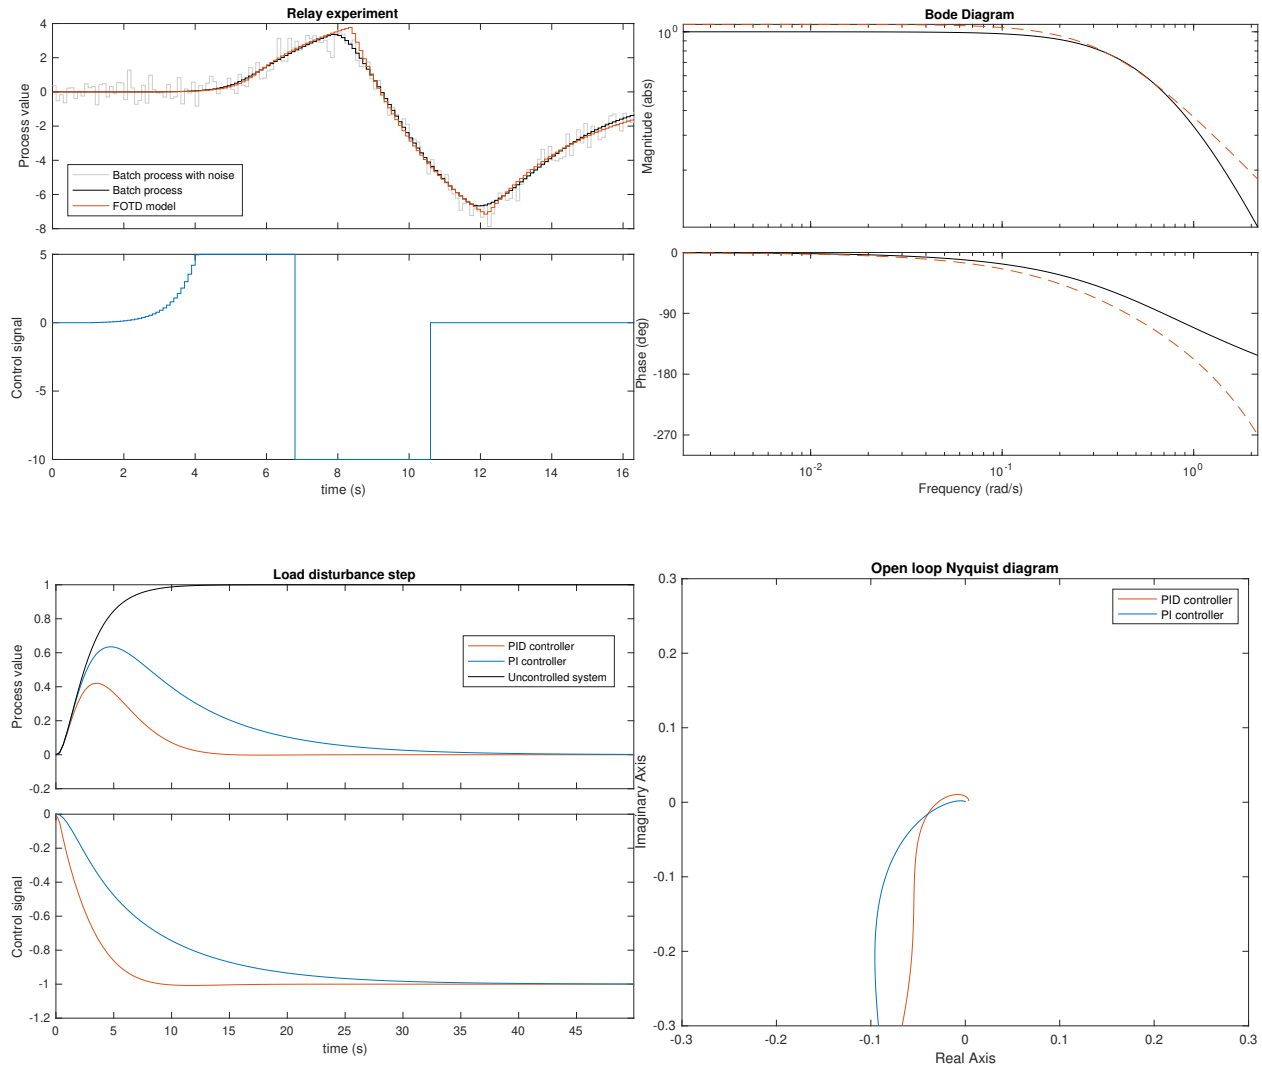 Relay experiment
Process value
4
2
0
-2
-4
-6
-8
Batch process with noise
Batch process
FOTD model
Control signal
5
0
-5
-10
0
2
4
6
8
10
12
14
16
time (s)
Bode Diagram
Magnitude (abs)
10^0
Phase (deg)
0
-90
-180
-270
10^-2
10^-1
10^0
Frequency (rad/s)
Load disturbance step
Process value
1
0.8
0.6
0.4
0.2
0
-0.2
PID controller
PI controller
Uncontrolled system
Control signal
0
-0.2
-0.4
-0.6
-0.8
-1
-1.2
0
5
10
15
20
25
30
35
40
45
time (s)
Open loop Nyquist diagram
Imaginary Axis
0.3
0.2
0.1
0
-0.1
-0.2
-0.3
PID controller
PI controller
-0.3
-0.2
-0.1
0
0.1
0.2
0.3
Real Axis